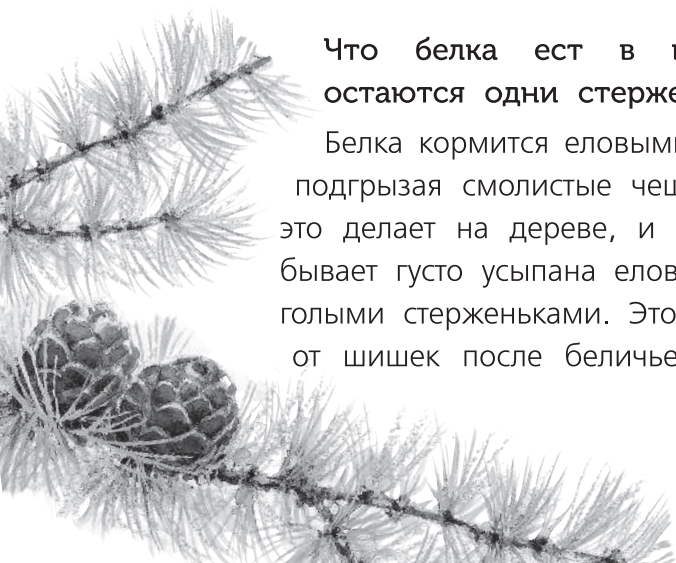 Что белка ест в
остаются одни стерже
Белка кормится еловыми
подгрызая смолистые чеш
это делает на дереве, и
бывает густо усыпана елов
голыми стерженьками. Это
от шишек после беличье